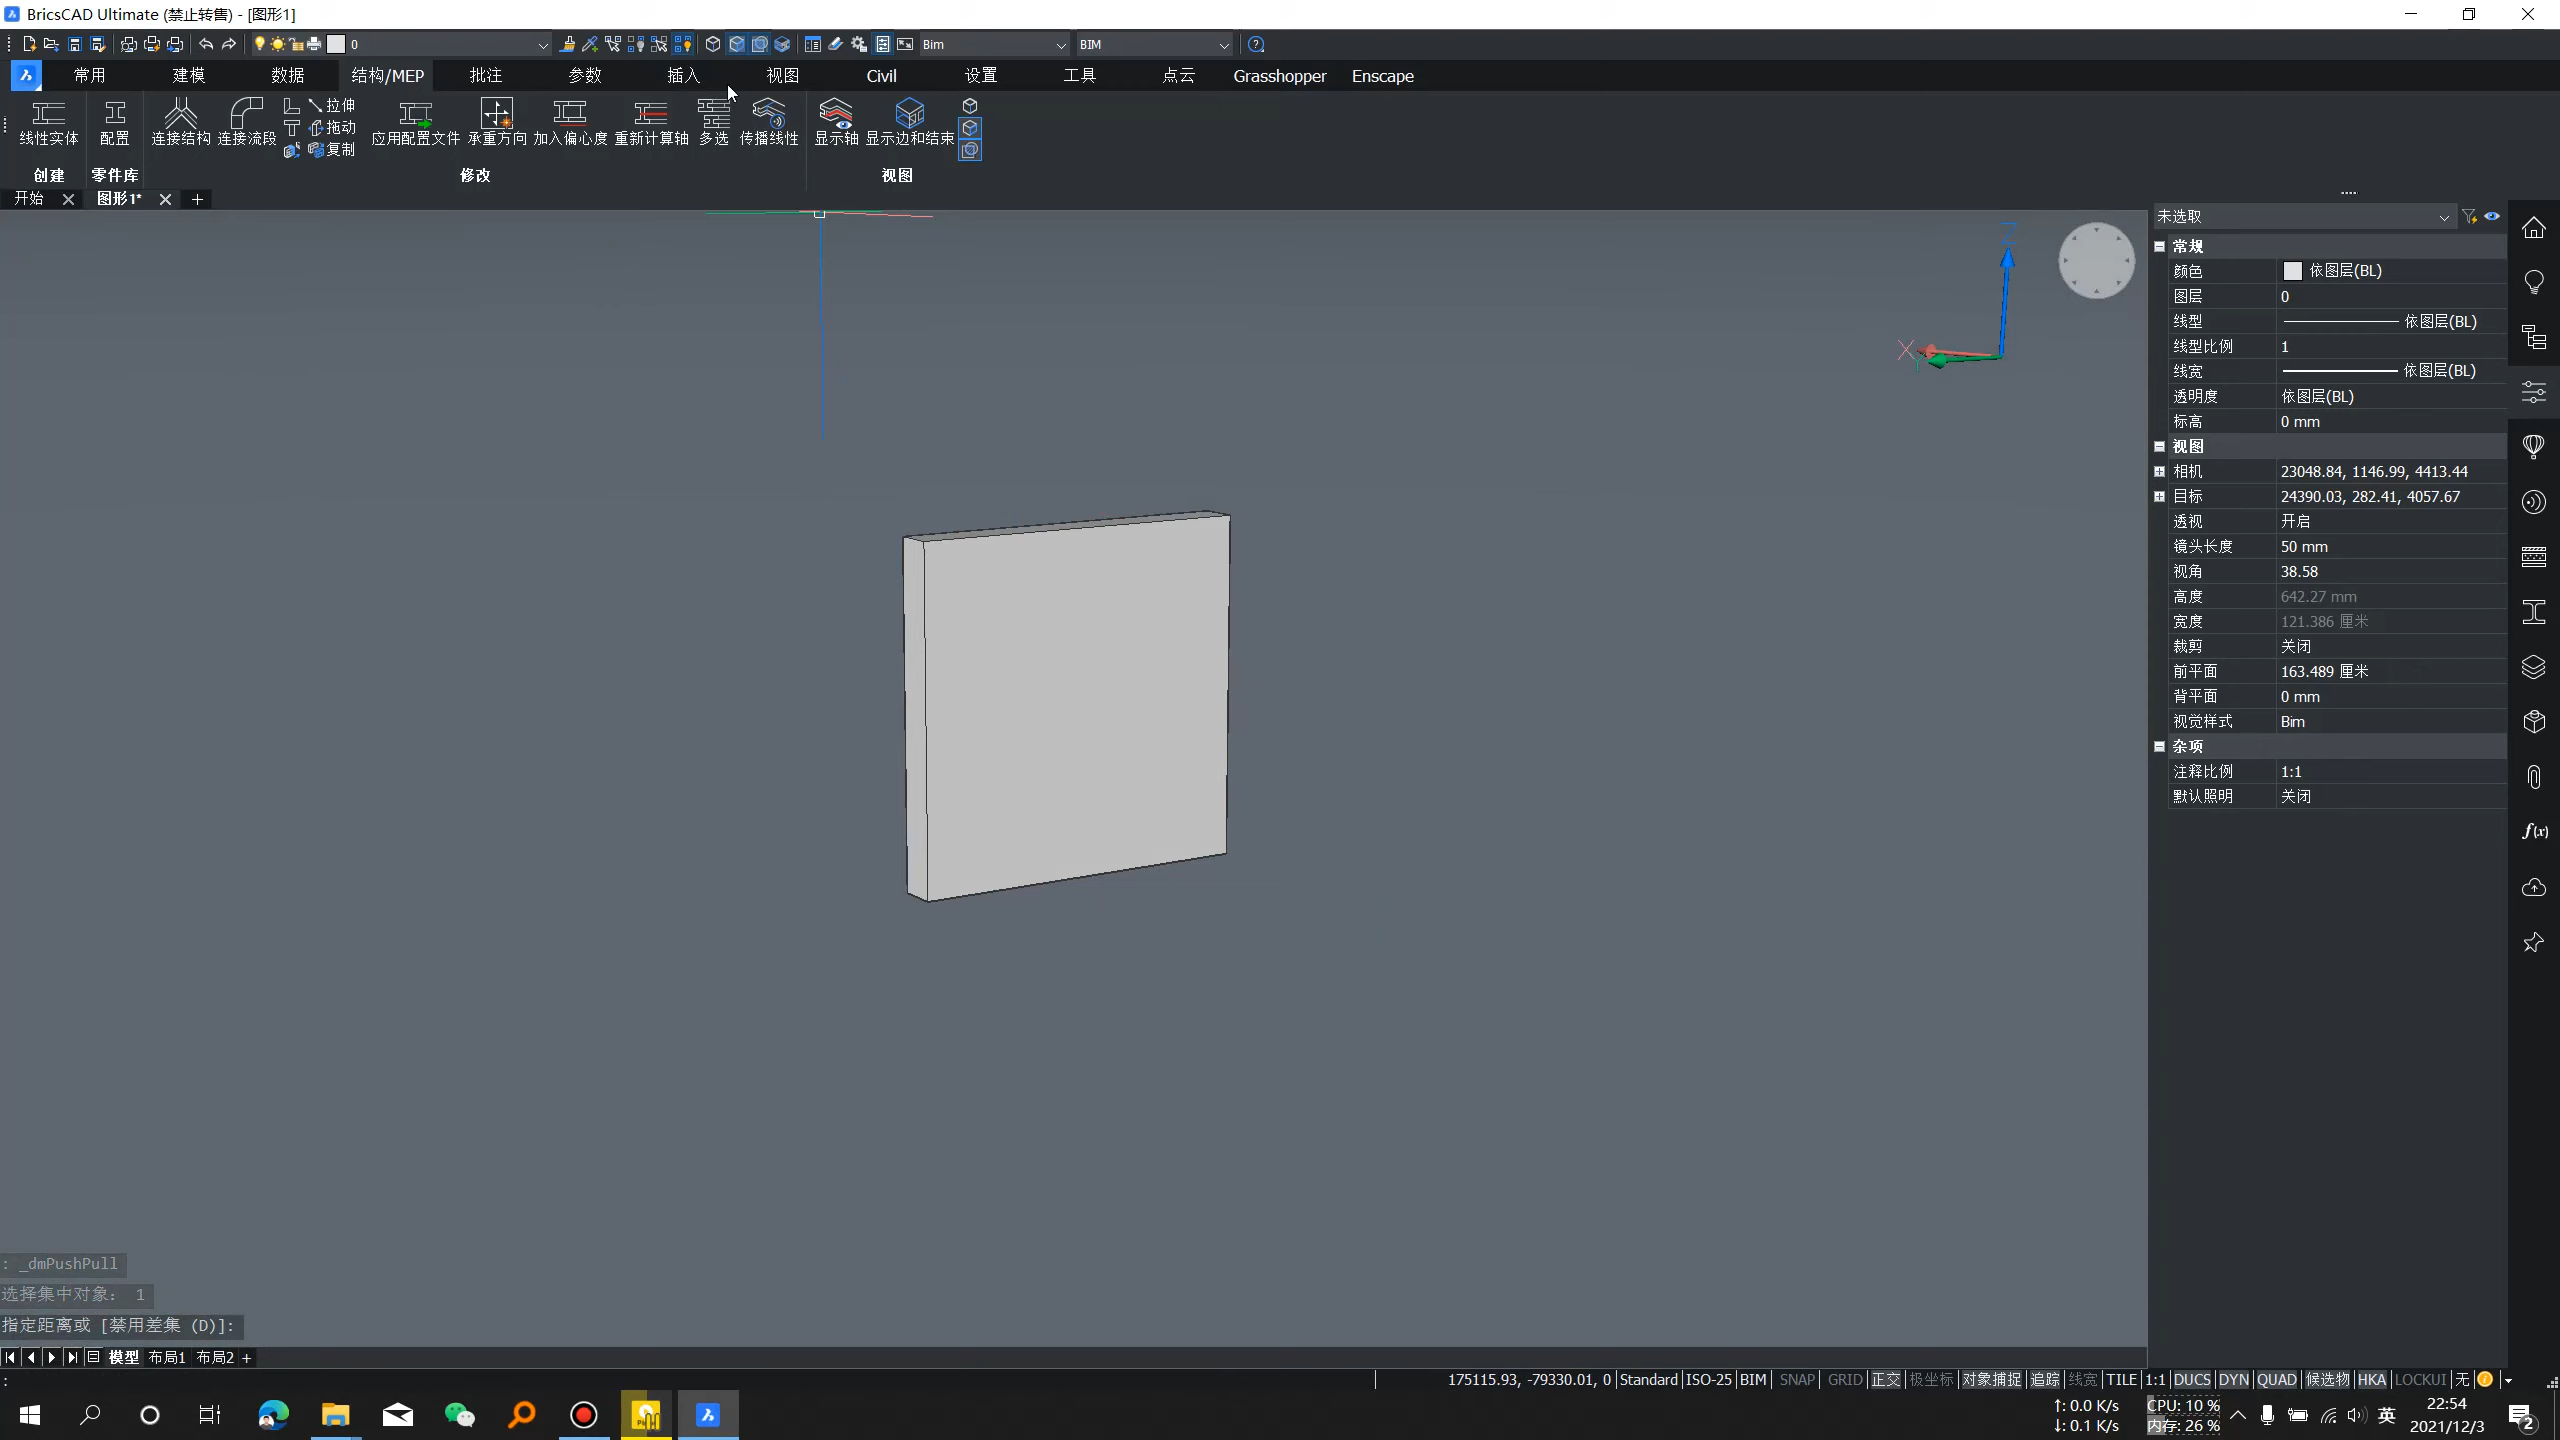 BricsCAD Ultimate (禁止转售) - [图形1]
0
Bim
BIM
常用 建模 数据 结构/MEP 批注 参数 插入 视图 Civil 设置 工具 点云 Grasshopper Enscape
线性实体 配置 连接结构 连接流段 拉伸 拖动 复制 应用配置文件 承重方向 加入偏心度 重新计算轴 多选 传播线性 显示轴 显示边和结束
创建 零件库 修改 视图
开始 图形1*
Z
X
Y
未选取
常规
颜色 依图层(BL)
图层 0
线型 依图层(BL)
线型比例 1
线宽 依图层(BL)
透明度 依图层(BL)
标高 0 mm
视图
相机 23048.84, 1146.99, 4413.44
目标 24390.03, 282.41, 4057.67
透视 开启
镜头长度 50 mm
视角 38.58
高度 642.27 mm
宽度 121.386 厘米
裁剪 关闭
前平面 163.489 厘米
背平面 0 mm
视觉样式 Bim
杂项
注释比例 1:1
默认照明 关闭
f(x)
: _dmPushPull
选择集中对象: 1
指定距离或 [禁用差集 (D)]:
模型 布局1 布局2 +
:
175115.93, -79330.01, 0 Standard ISO-25 BIM SNAP GRID 正交 极坐标 对象捕捉 追踪 线宽 TILE 1:1 DUCS DYN QUAD 候选物 HKA LOCKUI 无
↑: 0.0 K/s
↓: 0.1 K/s
CPU: 10 %
内存: 26 %
英
22:54
2021/12/3
2